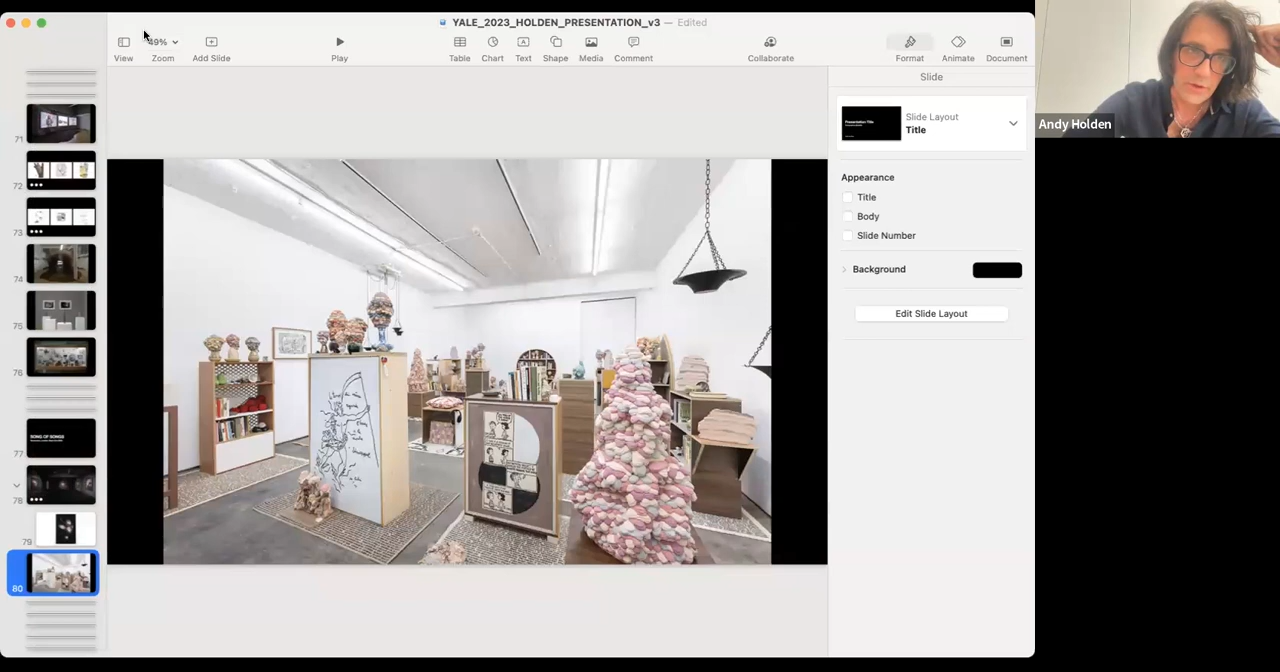 YALE_2023_HOLDEN_PRESENTATION_v3 — Edited
49%
View
Zoom
Add Slide
Play
Table
Chart
Text
Shape
Media
Comment
Collaborate
Format
Animate
Document
Andy Holden
Slide
Slide Layout
Title
Appearance
Title
Body
Slide Number
Background
Edit Slide Layout
71
72
73
74
75
76
77
SONG OF SONGS
78
79
80